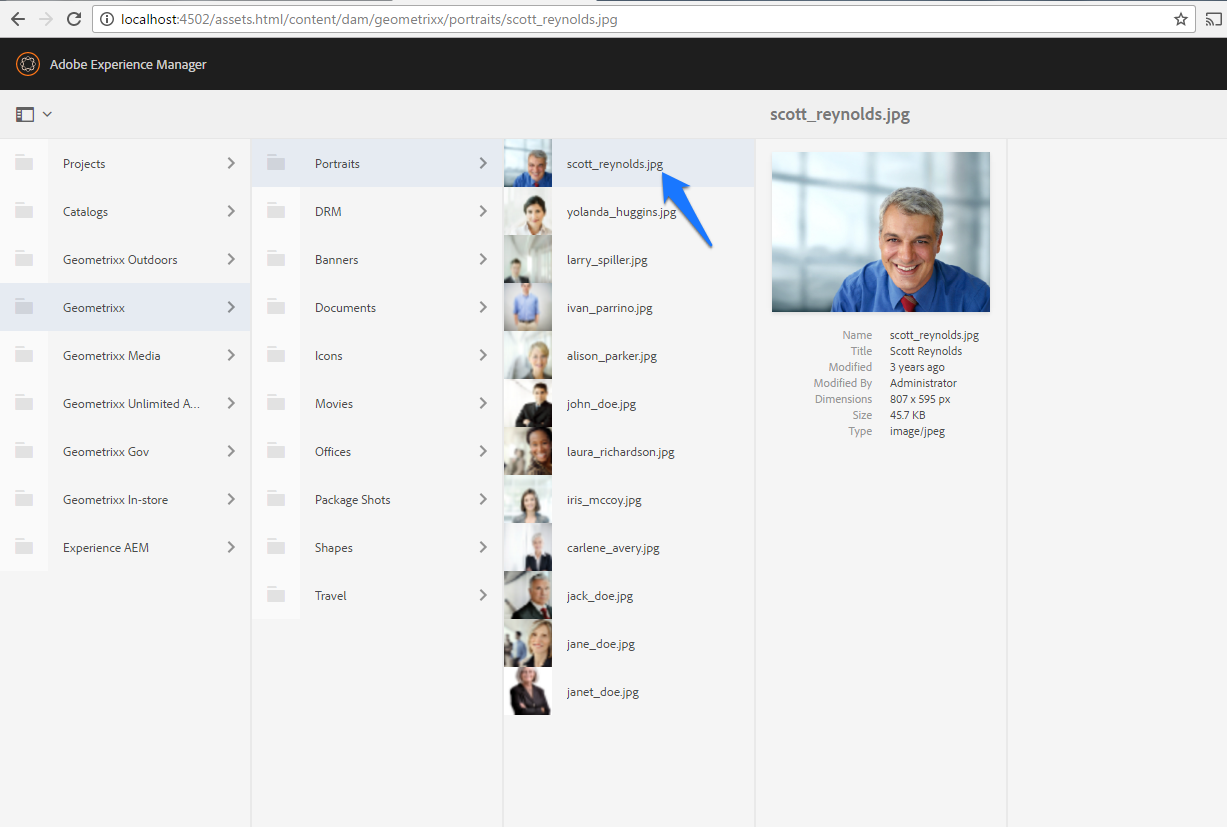 localhost:4502/assets.html/content/dam/geometrixx/portraits/scott_reynolds.jpg
Adobe Experience Manager
scott_reynolds.jpg
Projects
Catalogs
Geometrixx Outdoors
Geometrixx
Geometrixx Media
Geometrixx Unlimited A...
Geometrixx Gov
Geometrixx In-store
Experience AEM
Portraits
DRM
Banners
Documents
Icons
Movies
Offices
Package Shots
Shapes
Travel
scott_reynolds.jpg
yolanda_huggins.jpg
larry_spiller.jpg
ivan_parrino.jpg
alison_parker.jpg
john_doe.jpg
laura_richardson.jpg
iris_mccoy.jpg
carlene_avery.jpg
jack_doe.jpg
jane_doe.jpg
janet_doe.jpg
Name scott_reynolds.jpg
Title Scott Reynolds
Modified 3 years ago
Modified By Administrator
Dimensions 807 x 595 px
Size 45.7 KB
Type image/jpeg